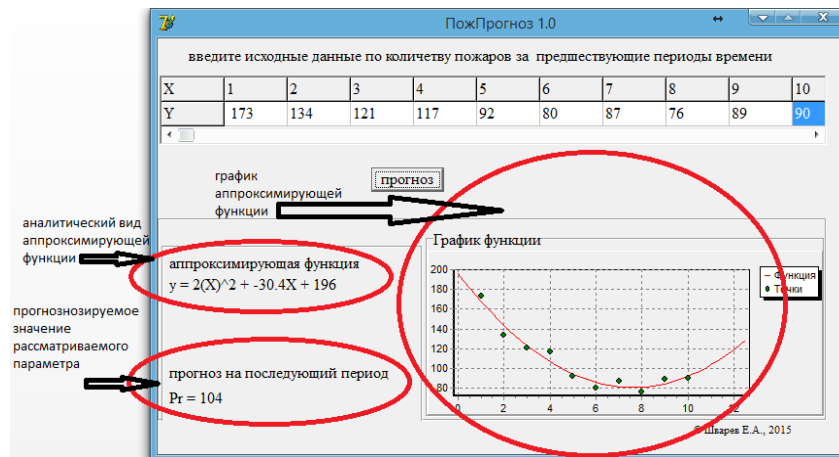 ПожПрогноз 1.0
введите исходные данные по количетву пожаров за предшествующие периоды времени
X 1 2 3 4 5 6 7 8 9 10
Y 173 134 121 117 92 80 87 76 89 90
график
аппроксимирующей
функции
прогноз
аналитический вид
аппроксимирующей
функции
аппроксимирующая функция
y = 2(X)^2 + -30.4X + 196
прогнознозируемое
значение
рассматриваемого
параметра
прогноз на последующий период
Pr = 104
График функции
200
180
160
140
120
100
80
0 2 4 6 8 10 12
Функция
Точки
© Шварев Е.А., 2015